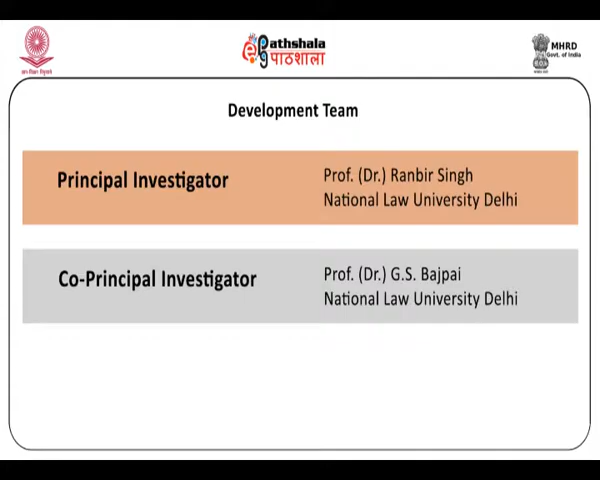 epgPathshala
पाठशाला
MHRD
Govt. of India
Development Team
Principal Investigator
Prof. (Dr.) Ranbir Singh
National Law University Delhi
Co-Principal Investigator
Prof. (Dr.) G.S. Bajpai
National Law University Delhi